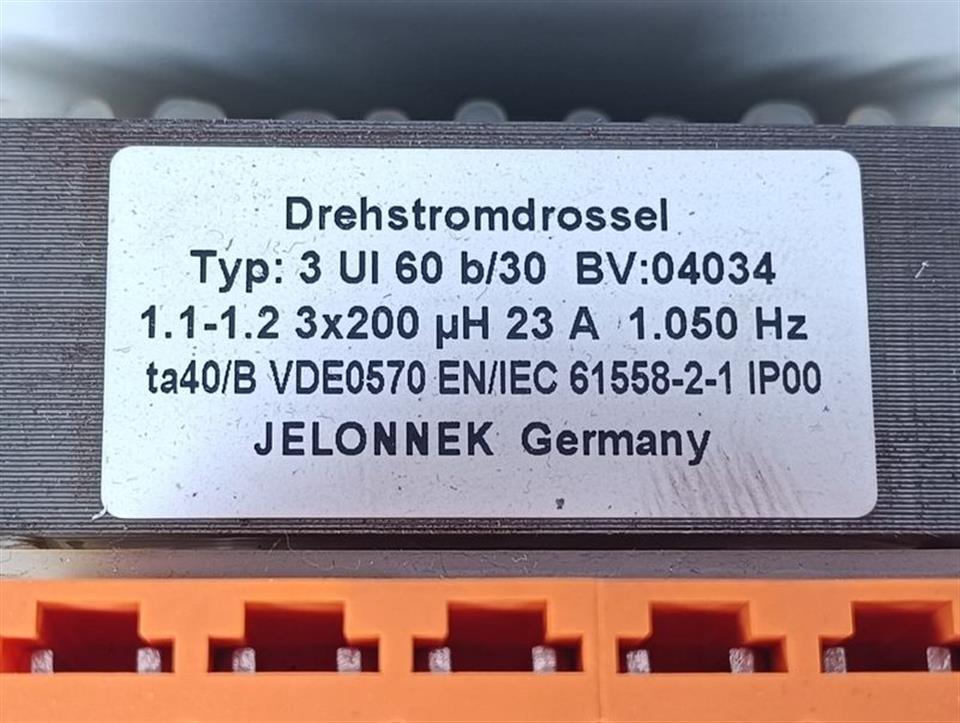 Drehstromdrossel
Typ: 3 UI 60 b/30 BV:04034
1.1-1.2 3x200 µH 23 A 1.050 Hz
ta40/B VDE0570 EN/IEC 61558-2-1 IP00
JELONNEK Germany